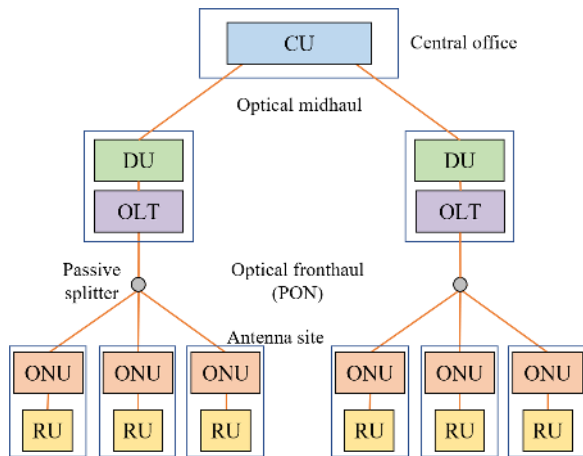 CU
Central office
Optical midhaul
DU
DU
OLT
OLT
Passive
splitter
Optical fronthaul
(PON)
Antenna site
ONU ONU ONU ONU ONU ONU
RU RU RU RU RU RU